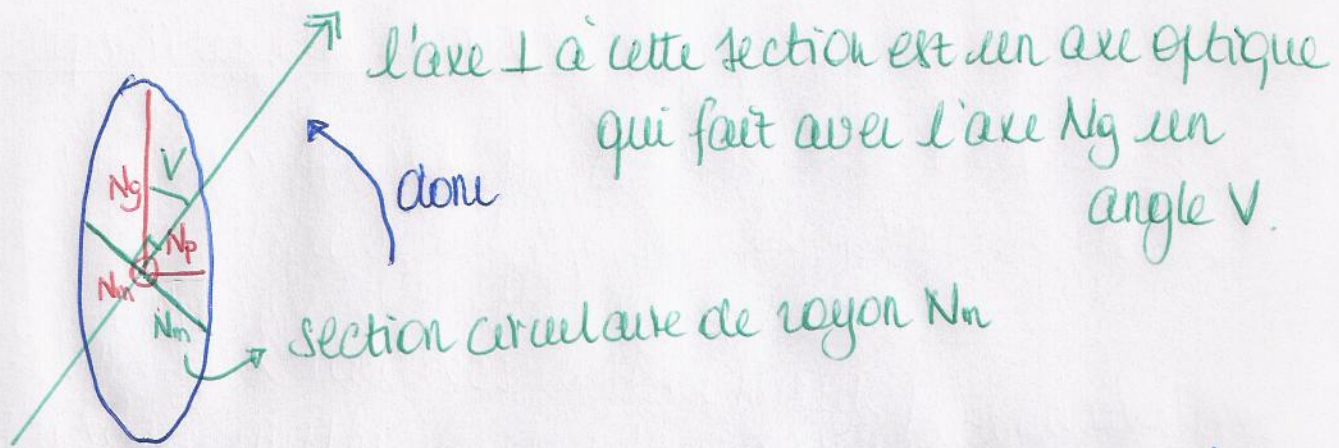 l'axe ⊥ à cette section est un axe optique
qui fait avec l'axe Ng un
angle V.
donc
Ng
V
Np
Nm
Nm
section circulaire de rayon Nm